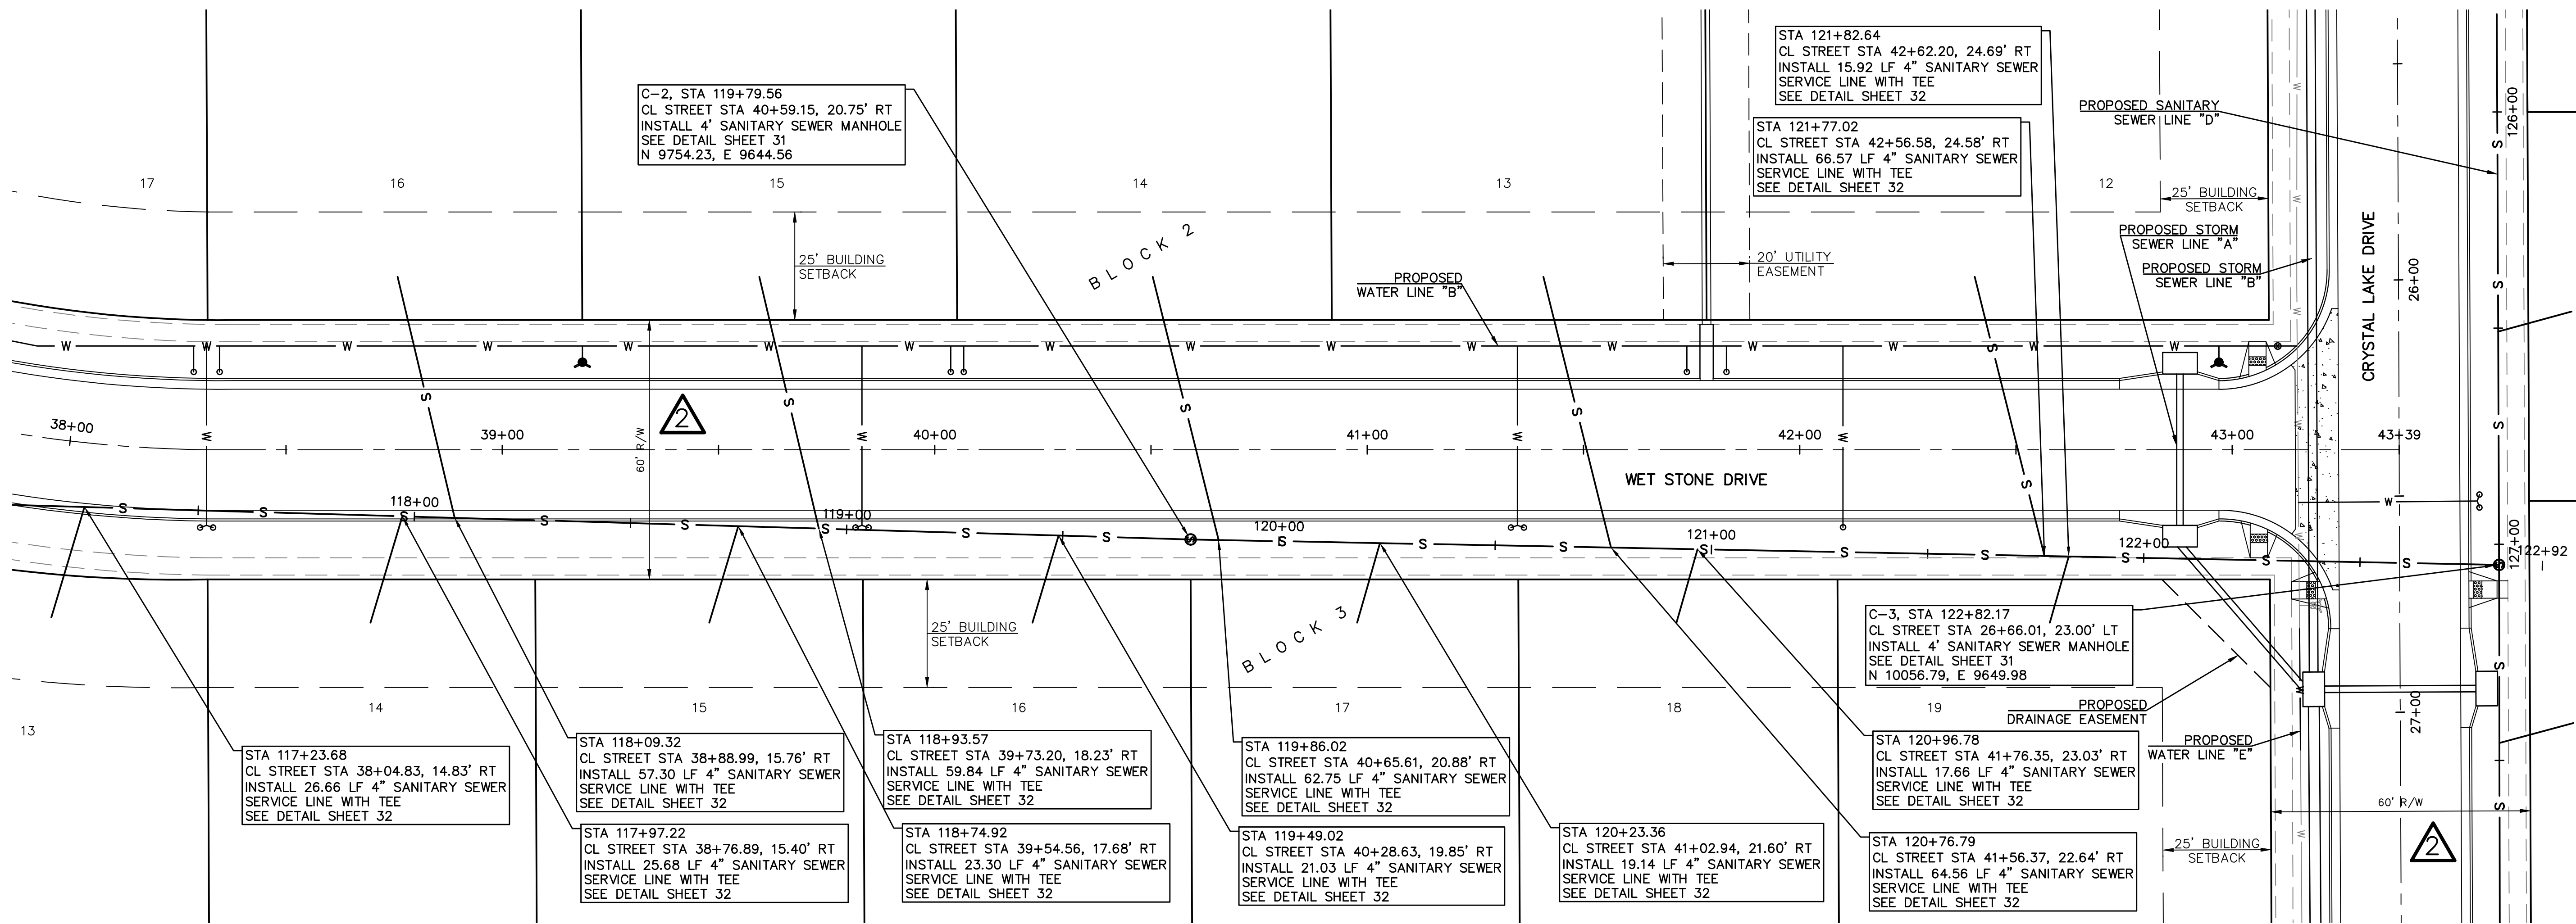 C-2, STA 119+79.56
CL STREET STA 40+59.15, 20.75' RT
INSTALL 4' SANITARY SEWER MANHOLE
SEE DETAIL SHEET 31
N 9754.23, E 9644.56
STA 121+82.64
CL STREET STA 42+62.20, 24.69' RT
INSTALL 15.92 LF 4" SANITARY SEWER
SERVICE LINE WITH TEE
SEE DETAIL SHEET 32
STA 121+77.02
CL STREET STA 42+56.58, 24.58' RT
INSTALL 66.57 LF 4" SANITARY SEWER
SERVICE LINE WITH TEE
SEE DETAIL SHEET 32
PROPOSED SANITARY
SEWER LINE "D"
126+00
17
16
15
14
13
12
25' BUILDING
SETBACK
PROPOSED STORM
SEWER LINE "A"
PROPOSED STORM
SEWER LINE "B"
CRYSTAL LAKE DRIVE
26+00
25' BUILDING
SETBACK
BLOCK 2
20' UTILITY
EASEMENT
PROPOSED
WATER LINE "B"
W W W W W W W W W W W W W W W W
2
60' R/W
38+00
39+00
40+00
41+00
42+00
43+00
43+39
WET STONE DRIVE
118+00
119+00
120+00
121+00
122+00
127+00
122+92
S S S S S S S S S S S S S S S S S
25' BUILDING
SETBACK
BLOCK 3
C-3, STA 122+82.17
CL STREET STA 26+66.01, 23.00' LT
INSTALL 4' SANITARY SEWER MANHOLE
SEE DETAIL SHEET 31
N 10056.79, E 9649.98
PROPOSED
DRAINAGE EASEMENT
PROPOSED
WATER LINE "E"
27+00
13
14
15
16
17
18
19
STA 117+23.68
CL STREET STA 38+04.83, 14.83' RT
INSTALL 26.66 LF 4" SANITARY SEWER
SERVICE LINE WITH TEE
SEE DETAIL SHEET 32
STA 118+09.32
CL STREET STA 38+88.99, 15.76' RT
INSTALL 57.30 LF 4" SANITARY SEWER
SERVICE LINE WITH TEE
SEE DETAIL SHEET 32
STA 118+93.57
CL STREET STA 39+73.20, 18.23' RT
INSTALL 59.84 LF 4" SANITARY SEWER
SERVICE LINE WITH TEE
SEE DETAIL SHEET 32
STA 119+86.02
CL STREET STA 40+65.61, 20.88' RT
INSTALL 62.75 LF 4" SANITARY SEWER
SERVICE LINE WITH TEE
SEE DETAIL SHEET 32
STA 120+96.78
CL STREET STA 41+76.35, 23.03' RT
INSTALL 17.66 LF 4" SANITARY SEWER
SERVICE LINE WITH TEE
SEE DETAIL SHEET 32
STA 117+97.22
CL STREET STA 38+76.89, 15.40' RT
INSTALL 25.68 LF 4" SANITARY SEWER
SERVICE LINE WITH TEE
SEE DETAIL SHEET 32
STA 118+74.92
CL STREET STA 39+54.56, 17.68' RT
INSTALL 23.30 LF 4" SANITARY SEWER
SERVICE LINE WITH TEE
SEE DETAIL SHEET 32
STA 119+49.02
CL STREET STA 40+28.63, 19.85' RT
INSTALL 21.03 LF 4" SANITARY SEWER
SERVICE LINE WITH TEE
SEE DETAIL SHEET 32
STA 120+23.36
CL STREET STA 41+02.94, 21.60' RT
INSTALL 19.14 LF 4" SANITARY SEWER
SERVICE LINE WITH TEE
SEE DETAIL SHEET 32
STA 120+76.79
CL STREET STA 41+56.37, 22.64' RT
INSTALL 64.56 LF 4" SANITARY SEWER
SERVICE LINE WITH TEE
SEE DETAIL SHEET 32
25' BUILDING
SETBACK
60' R/W
2